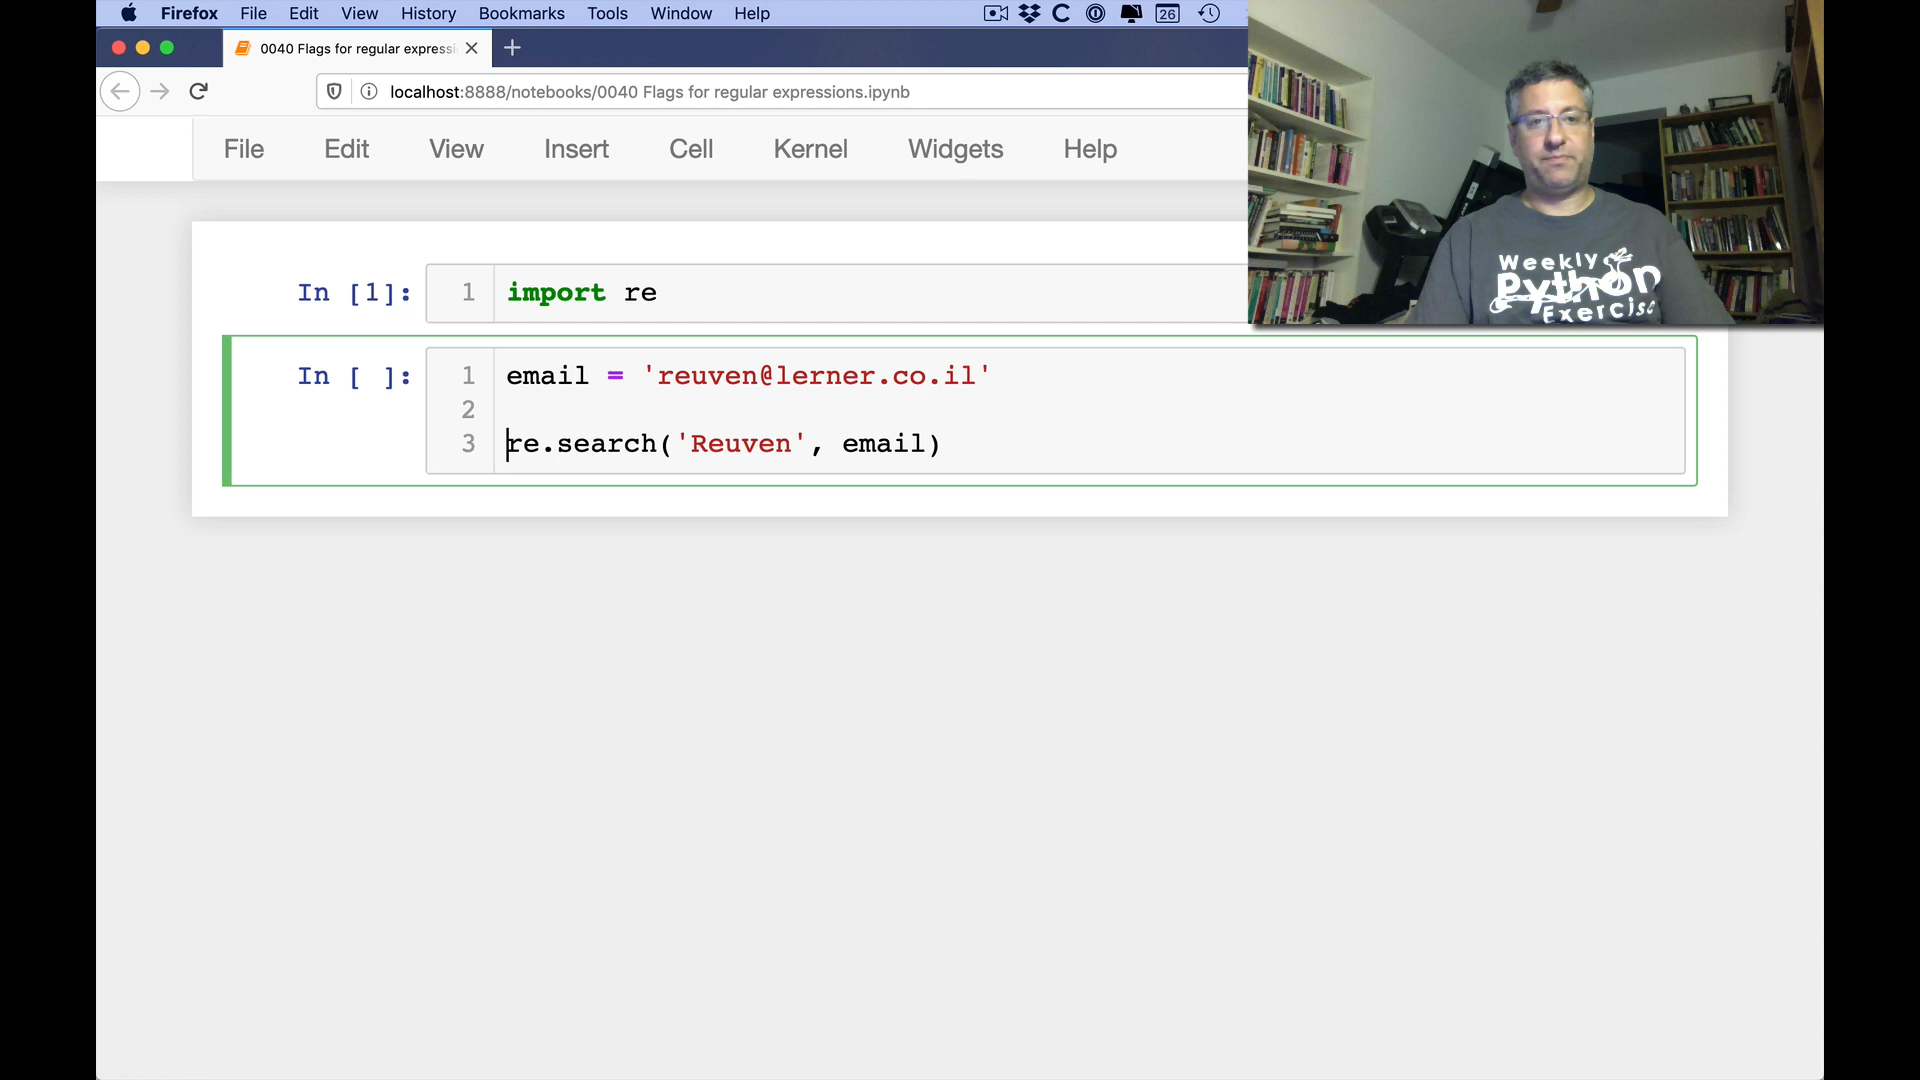 Firefox File Edit View History Bookmarks Tools Window Help 26
0040 Flags for regular expressi
localhost:8888/notebooks/0040 Flags for regular expressions.ipynb
File Edit View Insert Cell Kernel Widgets Help
Weekly
Python
Exercise
In [1]: 1 import re
In [ ]: 1 email = 'reuven@lerner.co.il'
2
3 re.search('Reuven', email)